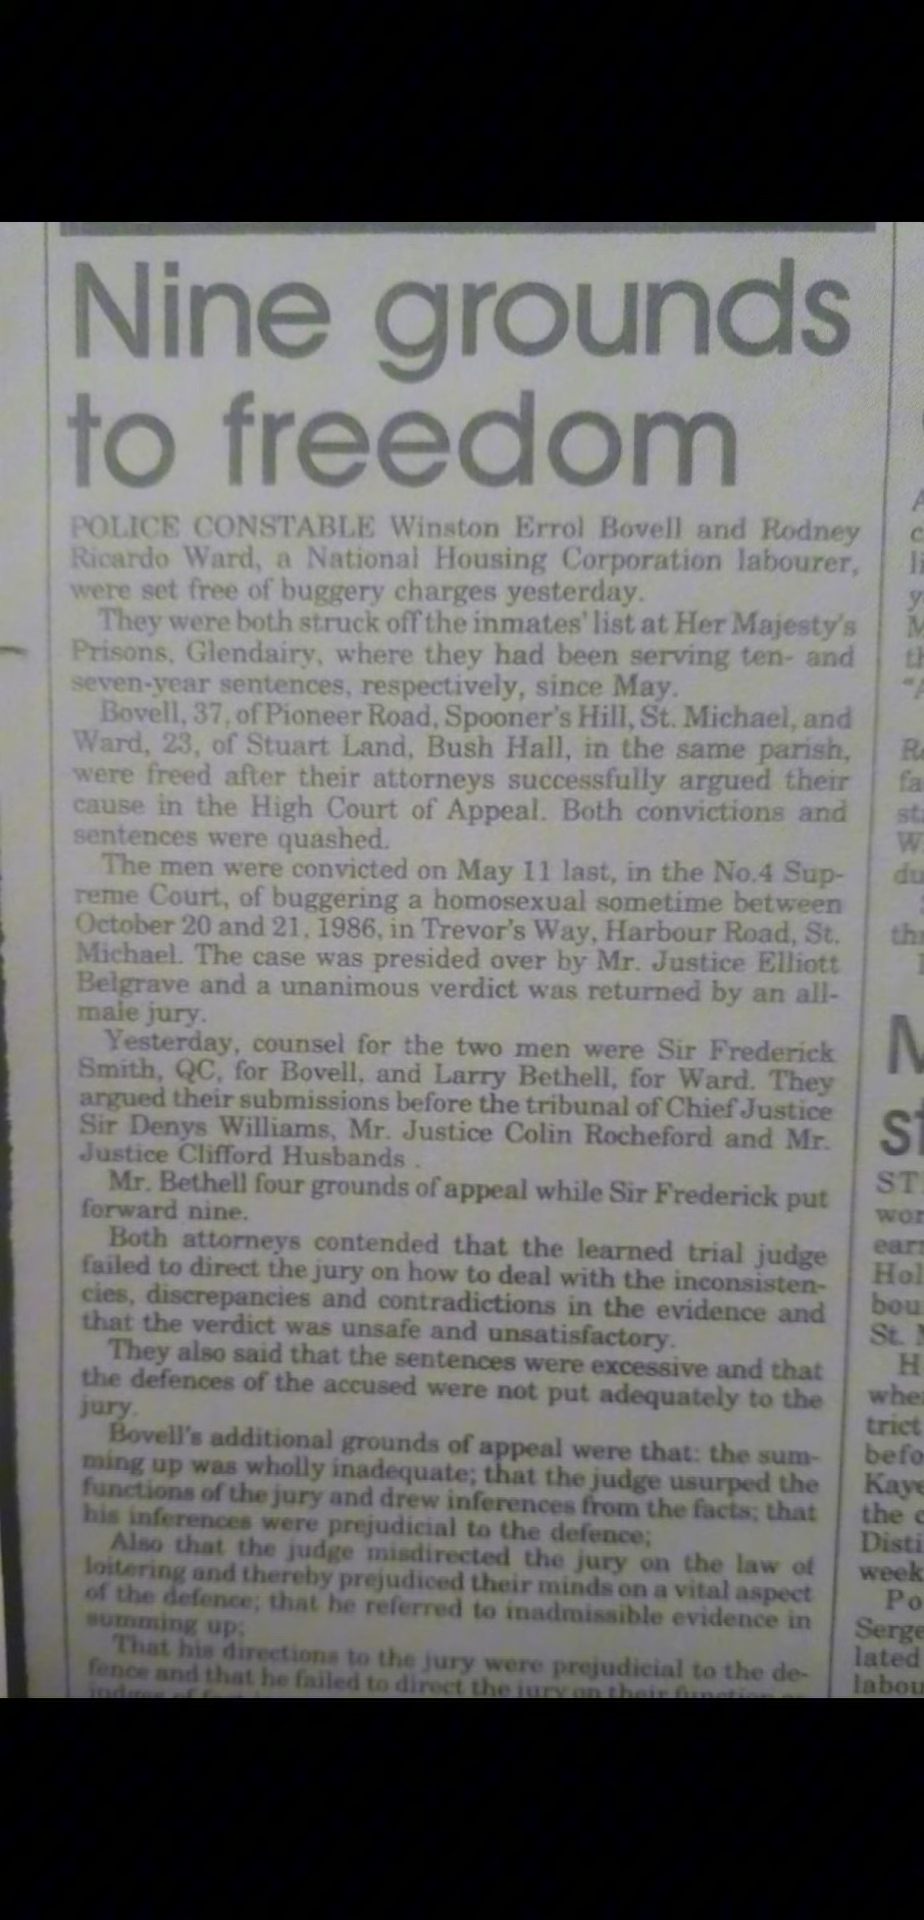 Nine grounds
to freedom
POLICE CONSTABLE Winston Errol Bovell and Rodney
Ricardo Ward, a National Housing Corporation labourer,
were set free of buggery charges yesterday.
They were both struck off the inmates' list at Her Majesty's
Prisons, Glendairy, where they had been serving ten- and
seven-year sentences, respectively, since May.
Bovell, 37, of Pioneer Road, Spooner's Hill, St. Michael, and
Ward, 23, of Stuart Land, Bush Hall, in the same parish,
were freed after their attorneys successfully argued their
cause in the High Court of Appeal. Both convictions and
sentences were quashed.
The men were convicted on May 11 last, in the No.4 Sup-
reme Court, of buggering a homosexual sometime between
October 20 and 21, 1986, in Trevor's Way, Harbour Road, St.
Michael. The case was presided over by Mr. Justice Elliott
Belgrave and a unanimous verdict was returned by an all-
male jury.
Yesterday, counsel for the two men were Sir Frederick
Smith, QC, for Bovell, and Larry Bethell, for Ward. They
argued their submissions before the tribunal of Chief Justice
Sir Denys Williams, Mr. Justice Colin Rocheford and Mr.
Justice Clifford Husbands .
Mr. Bethell four grounds of appeal while Sir Frederick put
forward nine.
Both attorneys contended that the learned trial judge
failed to direct the jury on how to deal with the inconsisten-
cies, discrepancies and contradictions in the evidence and
that the verdict was unsafe and unsatisfactory.
They also said that the sentences were excessive and that
the defences of the accused were not put adequately to the
jury.
Bovell's additional grounds of appeal were that: the sum-
ming up was wholly inadequate; that the judge usurped the
functions of the jury and drew inferences from the facts; that
his inferences were prejudicial to the defence;
Also that the judge misdirected the jury on the law of
loitering and thereby prejudiced their minds on a vital aspect
of the defence; that he referred to inadmissible evidence in
summing up;
That his directions to the jury were prejudicial to the de-
fence and that he failed to direct the jury on their function